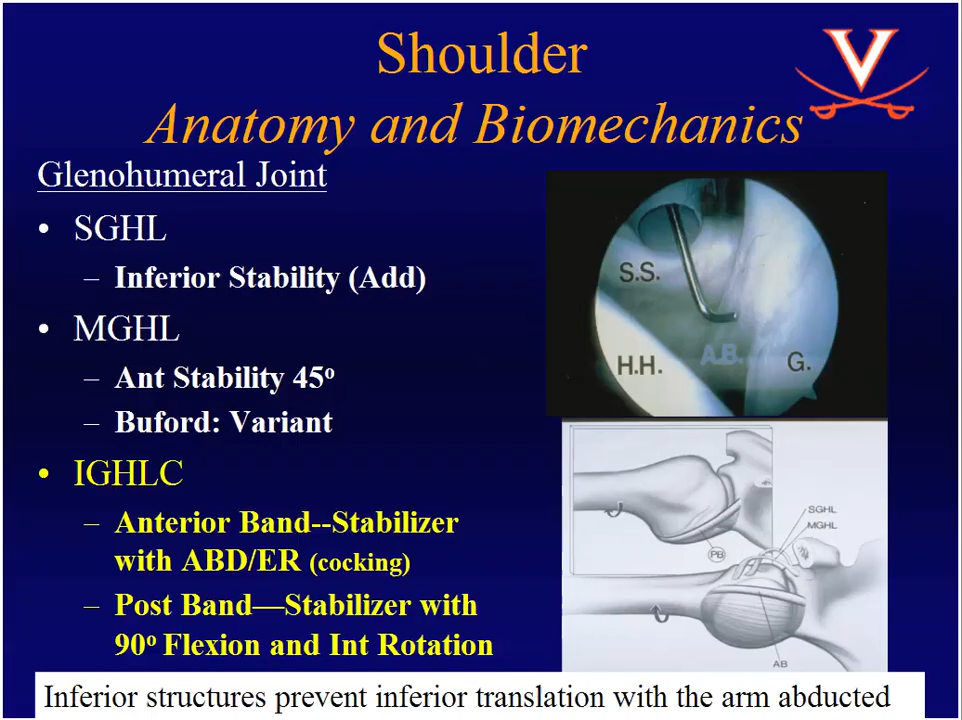 Shoulder
Anatomy and Biomechanics
Glenohumeral Joint
• SGHL
– Inferior Stability (Add)
• MGHL
– Ant Stability 45º
– Buford: Variant
• IGHLC
– Anterior Band--Stabilizer
with ABD/ER (cocking)
– Post Band—Stabilizer with
90º Flexion and Int Rotation
S.S.
H.H.
A.B.
G.
SGHL
MGHL
PB
AB
Inferior structures prevent inferior translation with the arm abducted
V